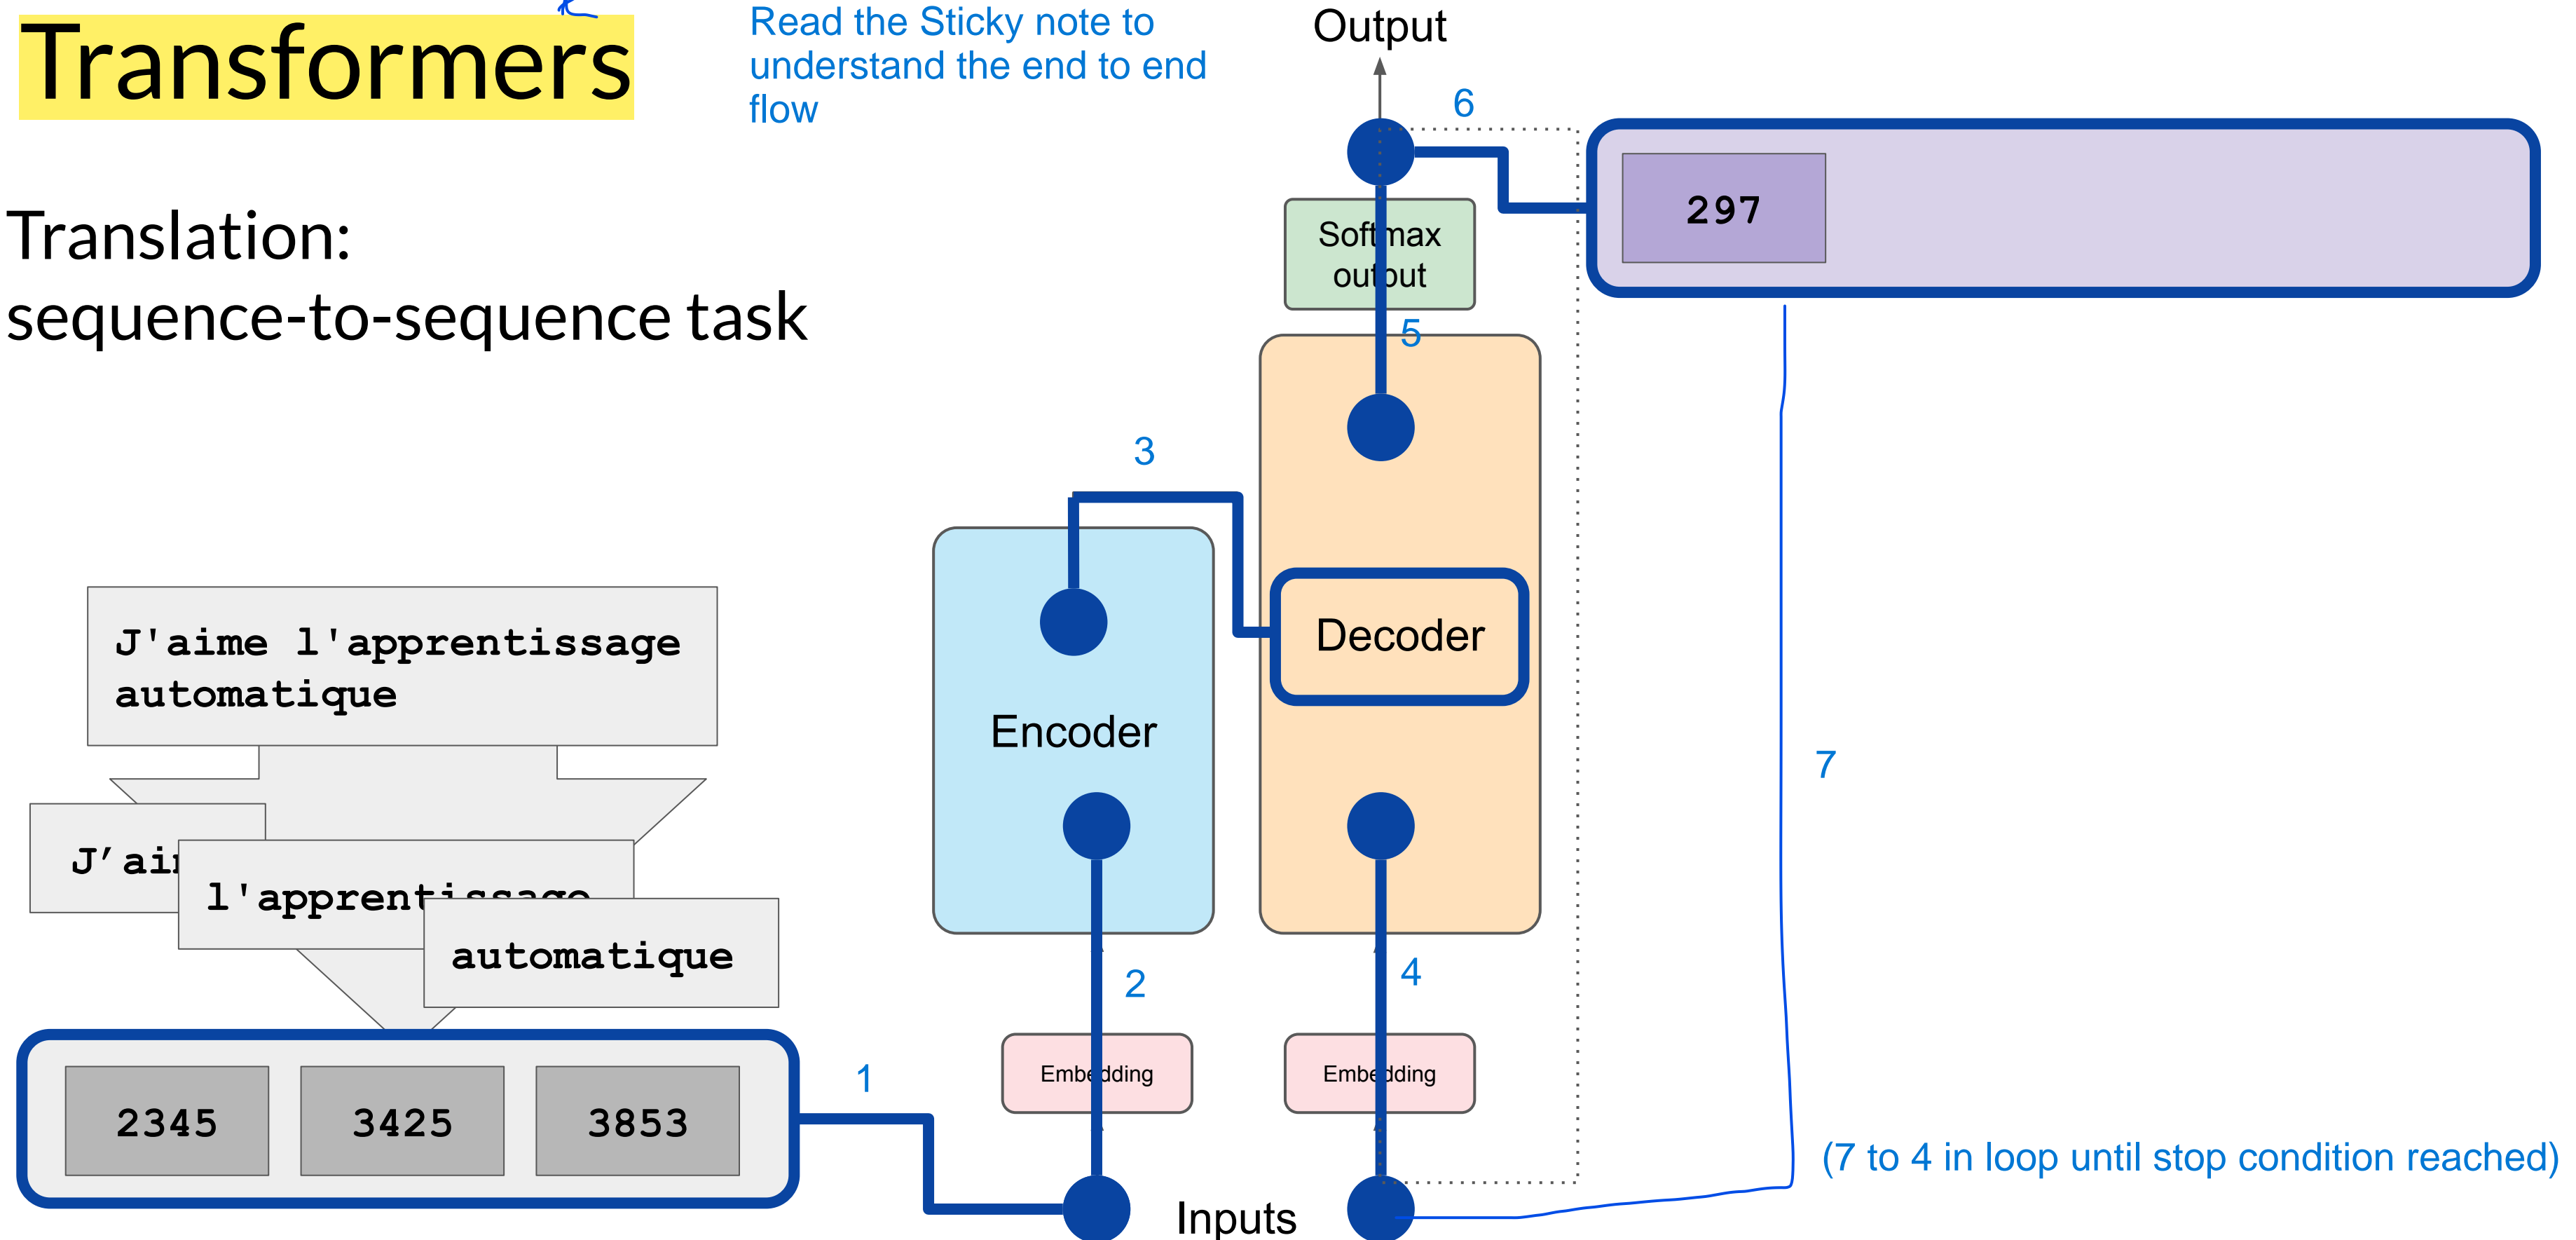 Transformers
Read the Sticky note to
understand the end to end
flow
Output
6
297
Translation:
sequence-to-sequence task
Softmax
output
5
3
J'aime l'apprentissage
automatique
Decoder
Encoder
7
J’ai
l'apprentissage
automatique
2
4
Embedding
Embedding
1
2345
3425
3853
(7 to 4 in loop until stop condition reached)
Inputs